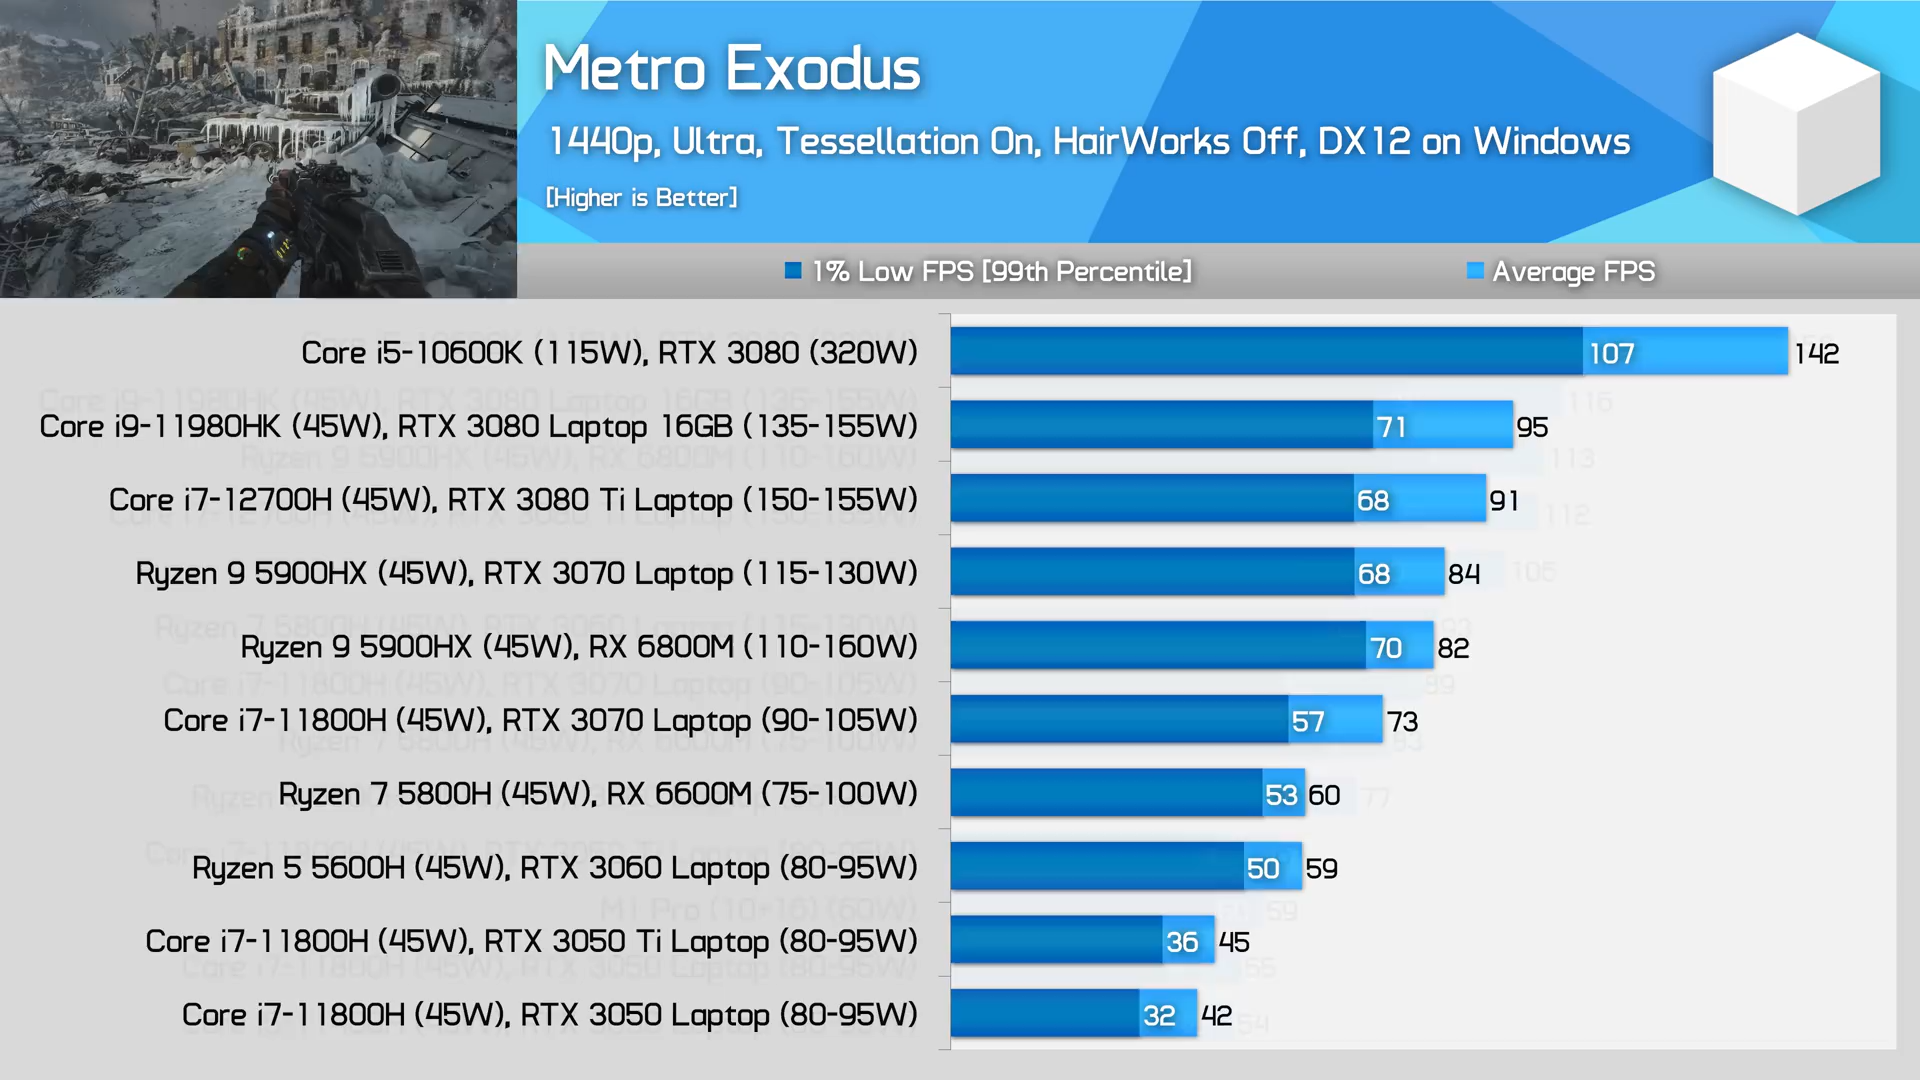 Metro Exodus
1440p, Ultra, Tessellation On, HairWorks Off, DX12 on Windows
[Higher is Better]
1% Low FPS [99th Percentile] Average FPS
Core i5-10600K (115W), RTX 3080 (320W) 107 142
Core i9-11980HK (45W), RTX 3080 Laptop 16GB (135-155W) 71 95
Core i7-12700H (45W), RTX 3080 Ti Laptop (150-155W) 68 91
Ryzen 9 5900HX (45W), RTX 3070 Laptop (115-130W) 68 84
Ryzen 9 5900HX (45W), RX 6800M (110-160W) 70 82
Core i7-11800H (45W), RTX 3070 Laptop (90-105W) 57 73
Ryzen 7 5800H (45W), RX 6600M (75-100W) 53 60
Ryzen 5 5600H (45W), RTX 3060 Laptop (80-95W) 50 59
Core i7-11800H (45W), RTX 3050 Ti Laptop (80-95W) 36 45
Core i7-11800H (45W), RTX 3050 Laptop (80-95W) 32 42